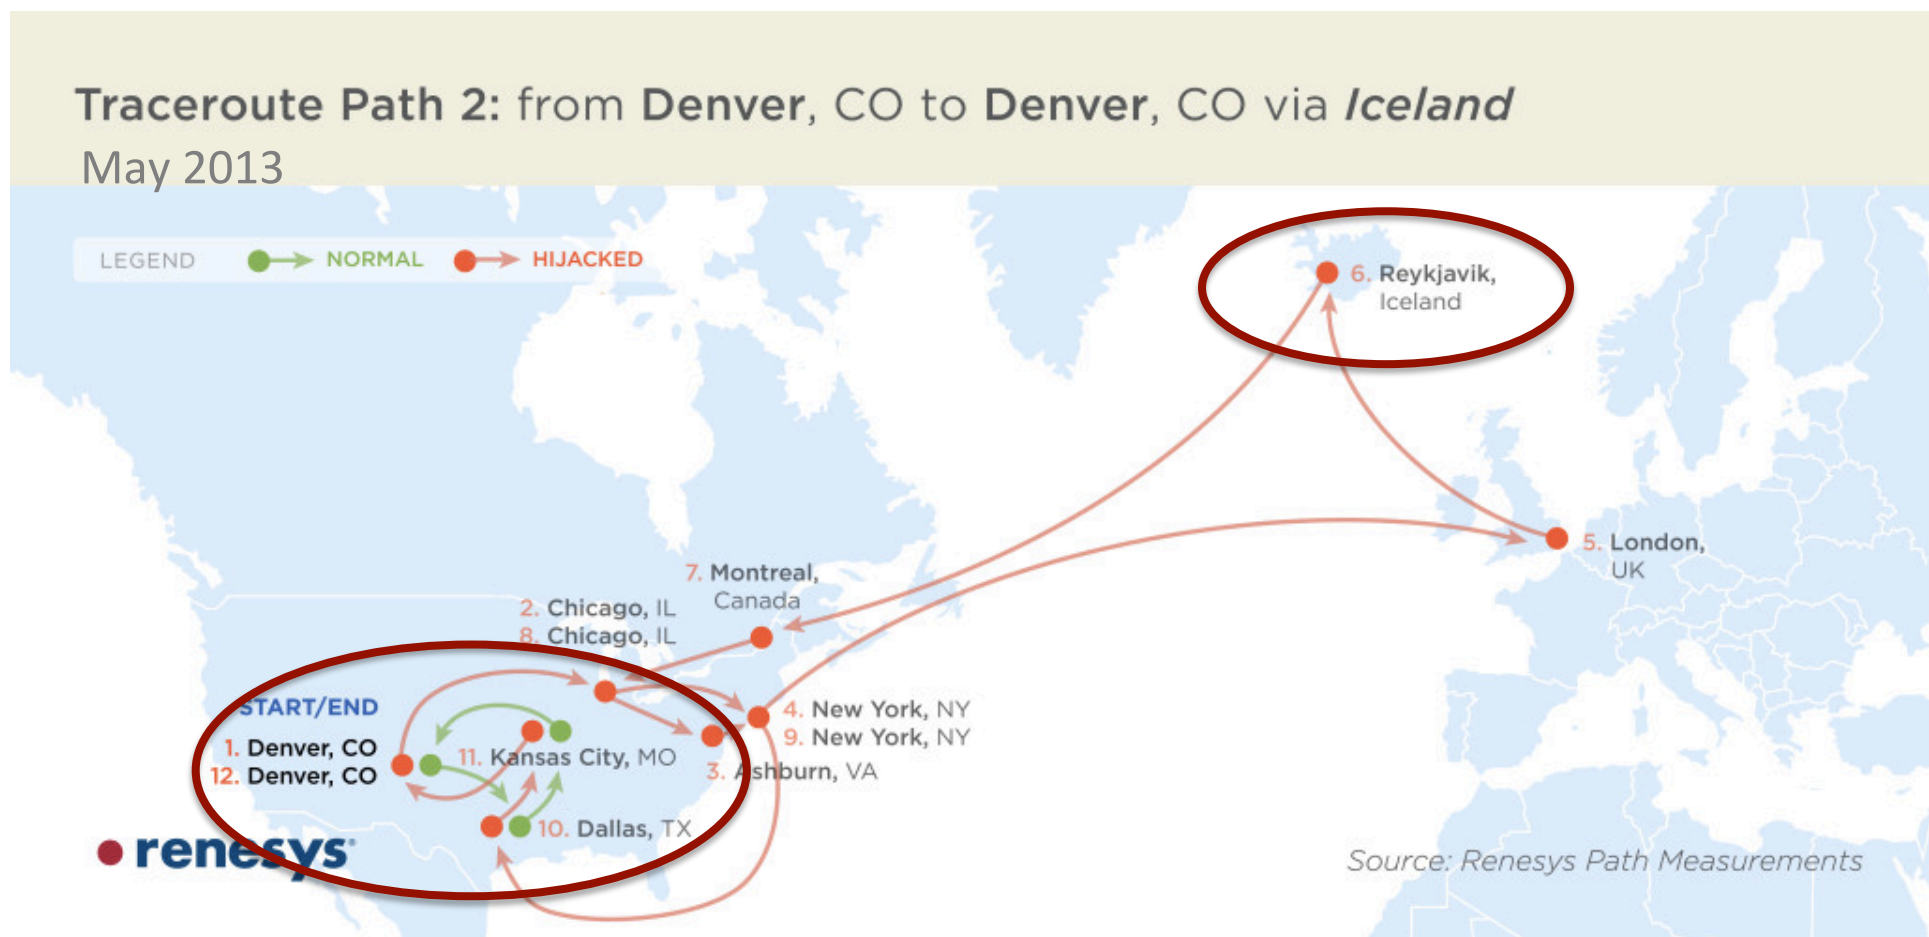 Traceroute Path 2: from Denver, CO to Denver, CO via Iceland
May 2013
LEGEND NORMAL HIJACKED
6. Reykjavik,
Iceland
5. London,
UK
7. Montreal,
Canada
2. Chicago, IL
8. Chicago, IL
START/END
1. Denver, CO
12. Denver, CO
4. New York, NY
9. New York, NY
11. Kansas City, MO
3. Ashburn, VA
10. Dallas, TX
renesys
Source: Renesys Path Measurements